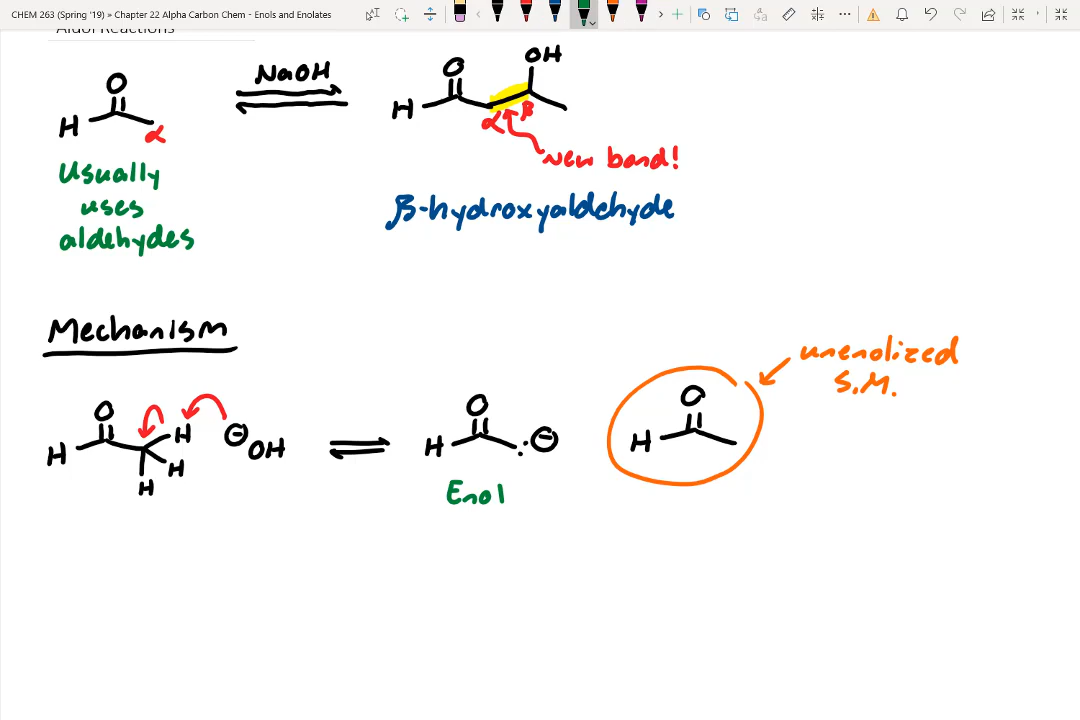 CHEM 263 (Spring '19) » Chapter 22 Alpha Carbon Chem - Enols and Enolates
Aldol Reactions
O
H
α
NaOH
O
OH
H
α
β
New bond!
Usually
uses
aldehydes
β-hydroxyaldehyde
Mechanism
unenolized
S.M.
O
H
H
H
H
⊖
OH
O
H
:⊖
O
H
Enol